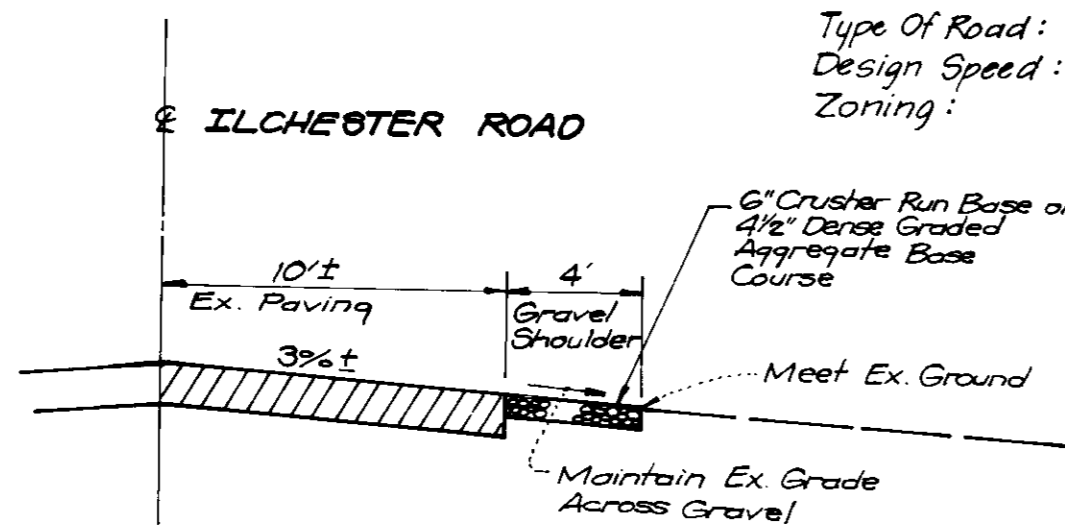 Type Of Road :
Design Speed :
Zoning :
℄ ILCHESTER ROAD
6" Crusher Run Base or
4½" Dense Graded
Aggregate Base
Course
10'±
4'
Ex. Paving
Gravel
Shoulder
3% ±
Meet Ex. Ground
Maintain Ex. Grade
Across Gravel